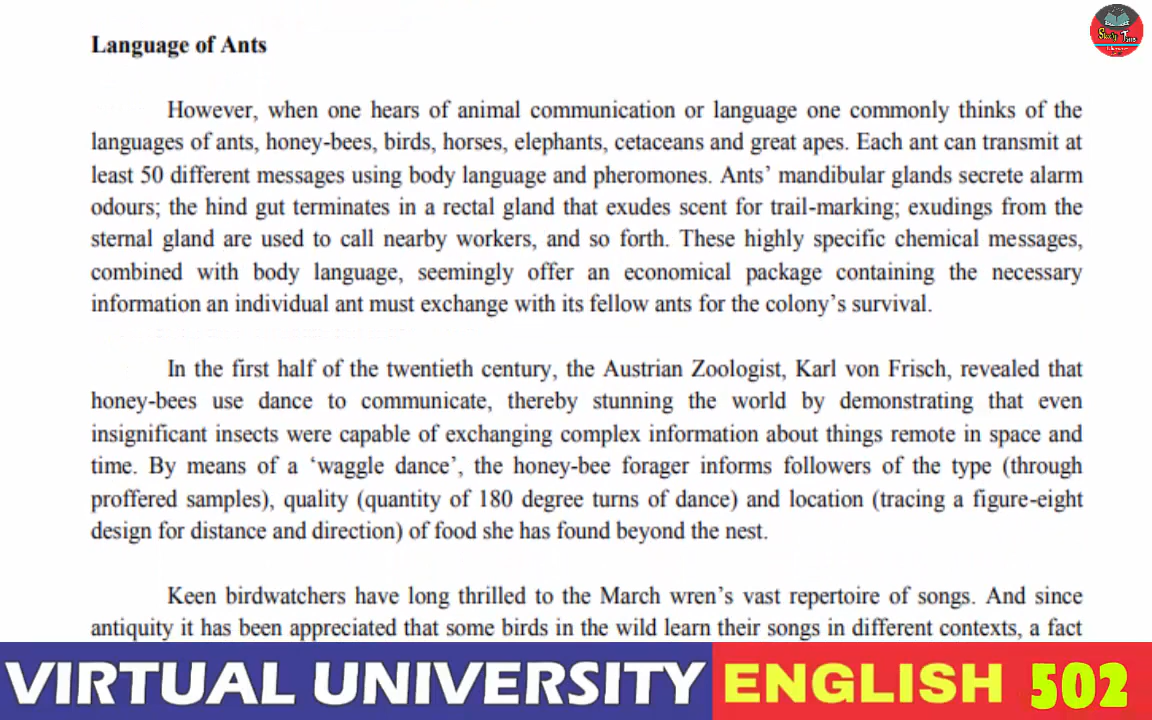 Language of Ants
However, when one hears of animal communication or language one commonly thinks of the
languages of ants, honey-bees, birds, horses, elephants, cetaceans and great apes. Each ant can transmit at
least 50 different messages using body language and pheromones. Ants’ mandibular glands secrete alarm
odours; the hind gut terminates in a rectal gland that exudes scent for trail-marking; exudings from the
sternal gland are used to call nearby workers, and so forth. These highly specific chemical messages,
combined with body language, seemingly offer an economical package containing the necessary
information an individual ant must exchange with its fellow ants for the colony’s survival.
In the first half of the twentieth century, the Austrian Zoologist, Karl von Frisch, revealed that
honey-bees use dance to communicate, thereby stunning the world by demonstrating that even
insignificant insects were capable of exchanging complex information about things remote in space and
time. By means of a ‘waggle dance’, the honey-bee forager informs followers of the type (through
proffered samples), quality (quantity of 180 degree turns of dance) and location (tracing a figure-eight
design for distance and direction) of food she has found beyond the nest.
Keen birdwatchers have long thrilled to the March wren’s vast repertoire of songs. And since
antiquity it has been appreciated that some birds in the wild learn their songs in different contexts, a fact
VIRTUAL UNIVERSITY ENGLISH 502